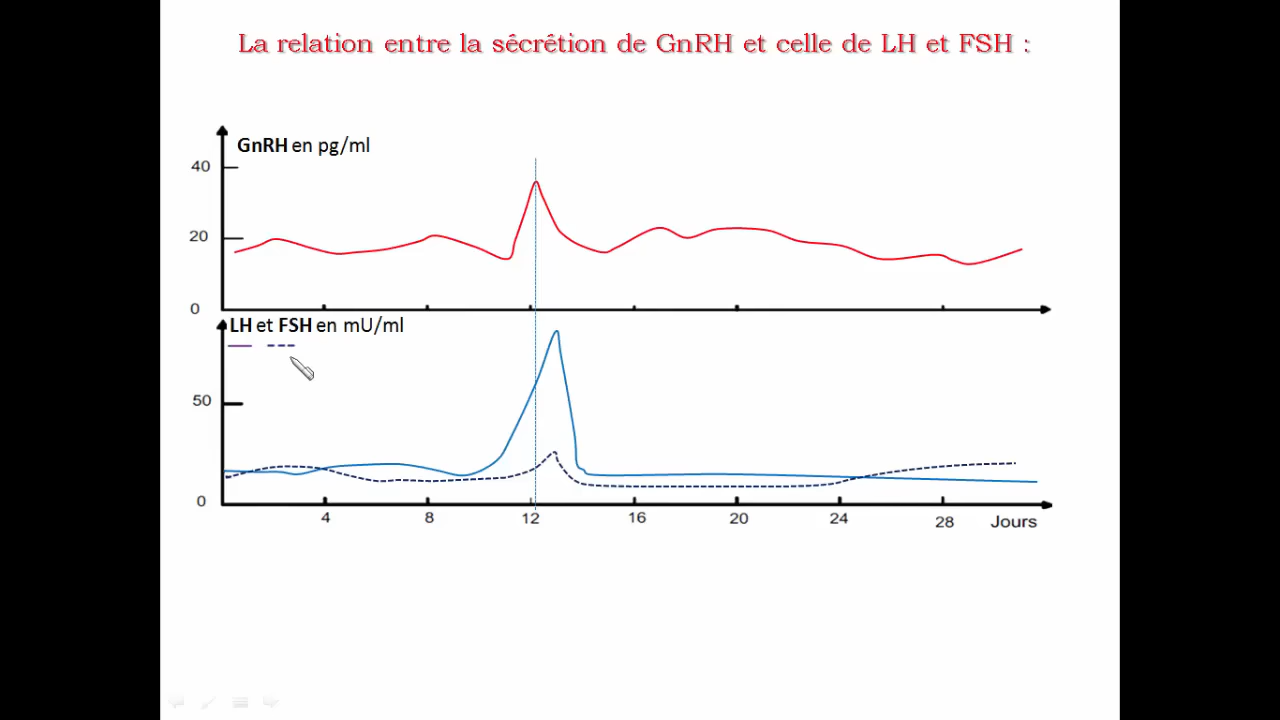 La relation entre la sécrétion de GnRH et celle de LH et FSH :
GnRH en pg/ml
40
20
0
LH et FSH en mU/ml
50
0
4 8 12 16 20 24 28 Jours